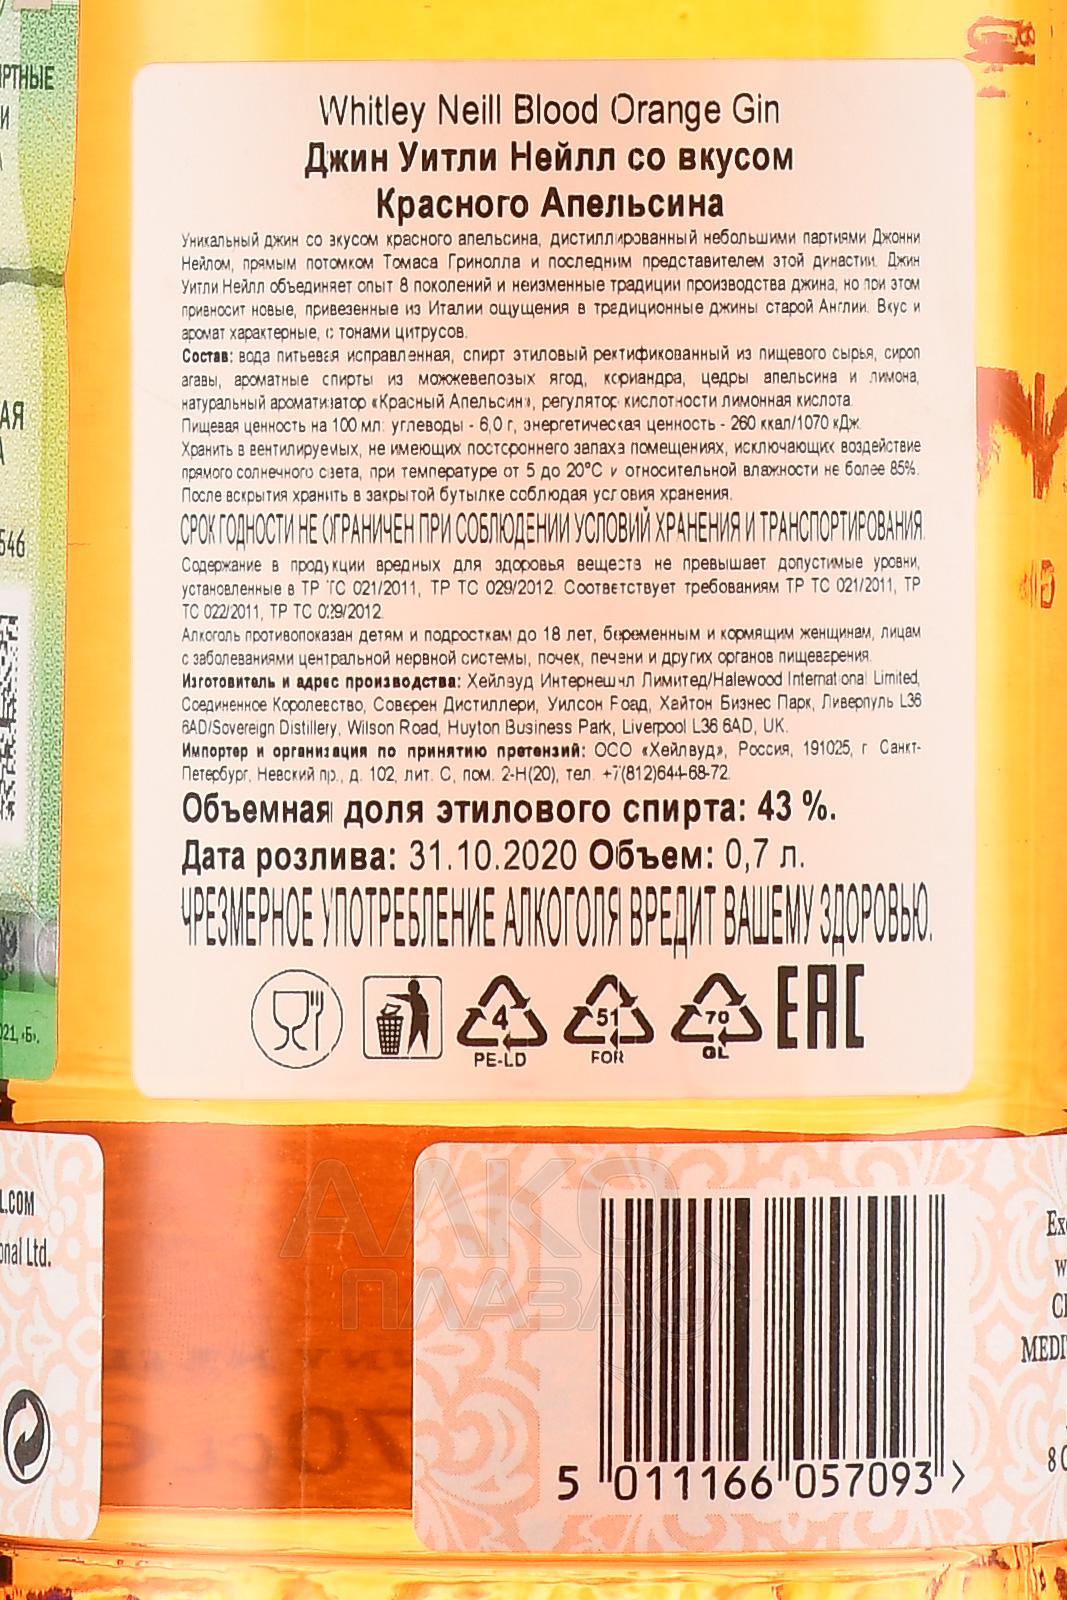 РТНЫЕ
И
АЯ
А
546
021, «Б».
Whitley Neill Blood Orange Gin
Джин Уитли Нейлл со вкусом
Красного Апельсина
Уникальный джин со вкусом красного апельсина, дистиллированный небольшими партиями Джонни
Нейлом, прямым потомком Томаса Гринолла и последним представителем этой династии. Джин
Уитли Нейлл объединяет опыт 8 поколений и неизменные традиции производства джина, но при этом
привносит новые, привезенные из Италии ощущения в традиционные джины старой Англии. Вкус и
аромат характерные, с тонами цитрусов.
Состав: вода питьевая исправленная, спирт этиловый ректификованный из пищевого сырья, сироп
агавы, ароматные спирты из можжевеловых ягод, кориандра, цедры апельсина и лимона,
натуральный ароматизатор «Красный Апельсин», регулятор кислотности лимонная кислота.
Пищевая ценность на 100 мл: углеводы - 6,0 г, энергетическая ценность - 260 ккал/1070 кДж.
Хранить в вентилируемых, не имеющих постороннего запаха помещениях, исключающих воздействие
прямого солнечного света, при температуре от 5 до 20°С и относительной влажности не более 85%.
После вскрытия хранить в закрытой бутылке соблюдая условия хранения.
СРОК ГОДНОСТИ НЕ ОГРАНИЧЕН ПРИ СОБЛЮДЕНИИ УСЛОВИЙ ХРАНЕНИЯ И ТРАНСПОРТИРОВАНИЯ.
Содержание в продукции вредных для здоровья веществ не превышает допустимые уровни,
установленные в ТР ТС 021/2011, ТР ТС 029/2012. Соответствует требованиям ТР ТС 021/2011, ТР
ТС 022/2011, ТР ТС 029/2012.
Алкоголь противопоказан детям и подросткам до 18 лет, беременным и кормящим женщинам, лицам
с заболеваниями центральной нервной системы, почек, печени и других органов пищеварения.
Изготовитель и адрес производства: Хейлвуд Интернешнл Лимитед/Halewood International Limited,
Соединенное Королевство, Соверен Дистиллери, Уилсон Роад, Хайтон Бизнес Парк, Ливерпуль L36
6AD/Sovereign Distillery, Wilson Road, Huyton Business Park, Liverpool L36 6AD, UK.
Импортер и организация по принятию претензий: ООО «Хейлвуд», Россия, 191025, г. Санкт-
Петербург, Невский пр., д. 102, лит. С, пом. 2-Н(20), тел. +7(812)644-68-72.
Объемная доля этилового спирта: 43 %.
Дата розлива: 31.10.2020 Объем: 0,7 л.
ЧРЕЗМЕРНОЕ УПОТРЕБЛЕНИЕ АЛКОГОЛЯ ВРЕДИТ ВАШЕМУ ЗДОРОВЬЮ.
4 51 70 EAC
PE-LD FOR GL
АЛКО
ПЛАЗА
L.COM
onal Ltd.
70 CL e
5 011166 057093 >
Exc
w
MEDI
8 C